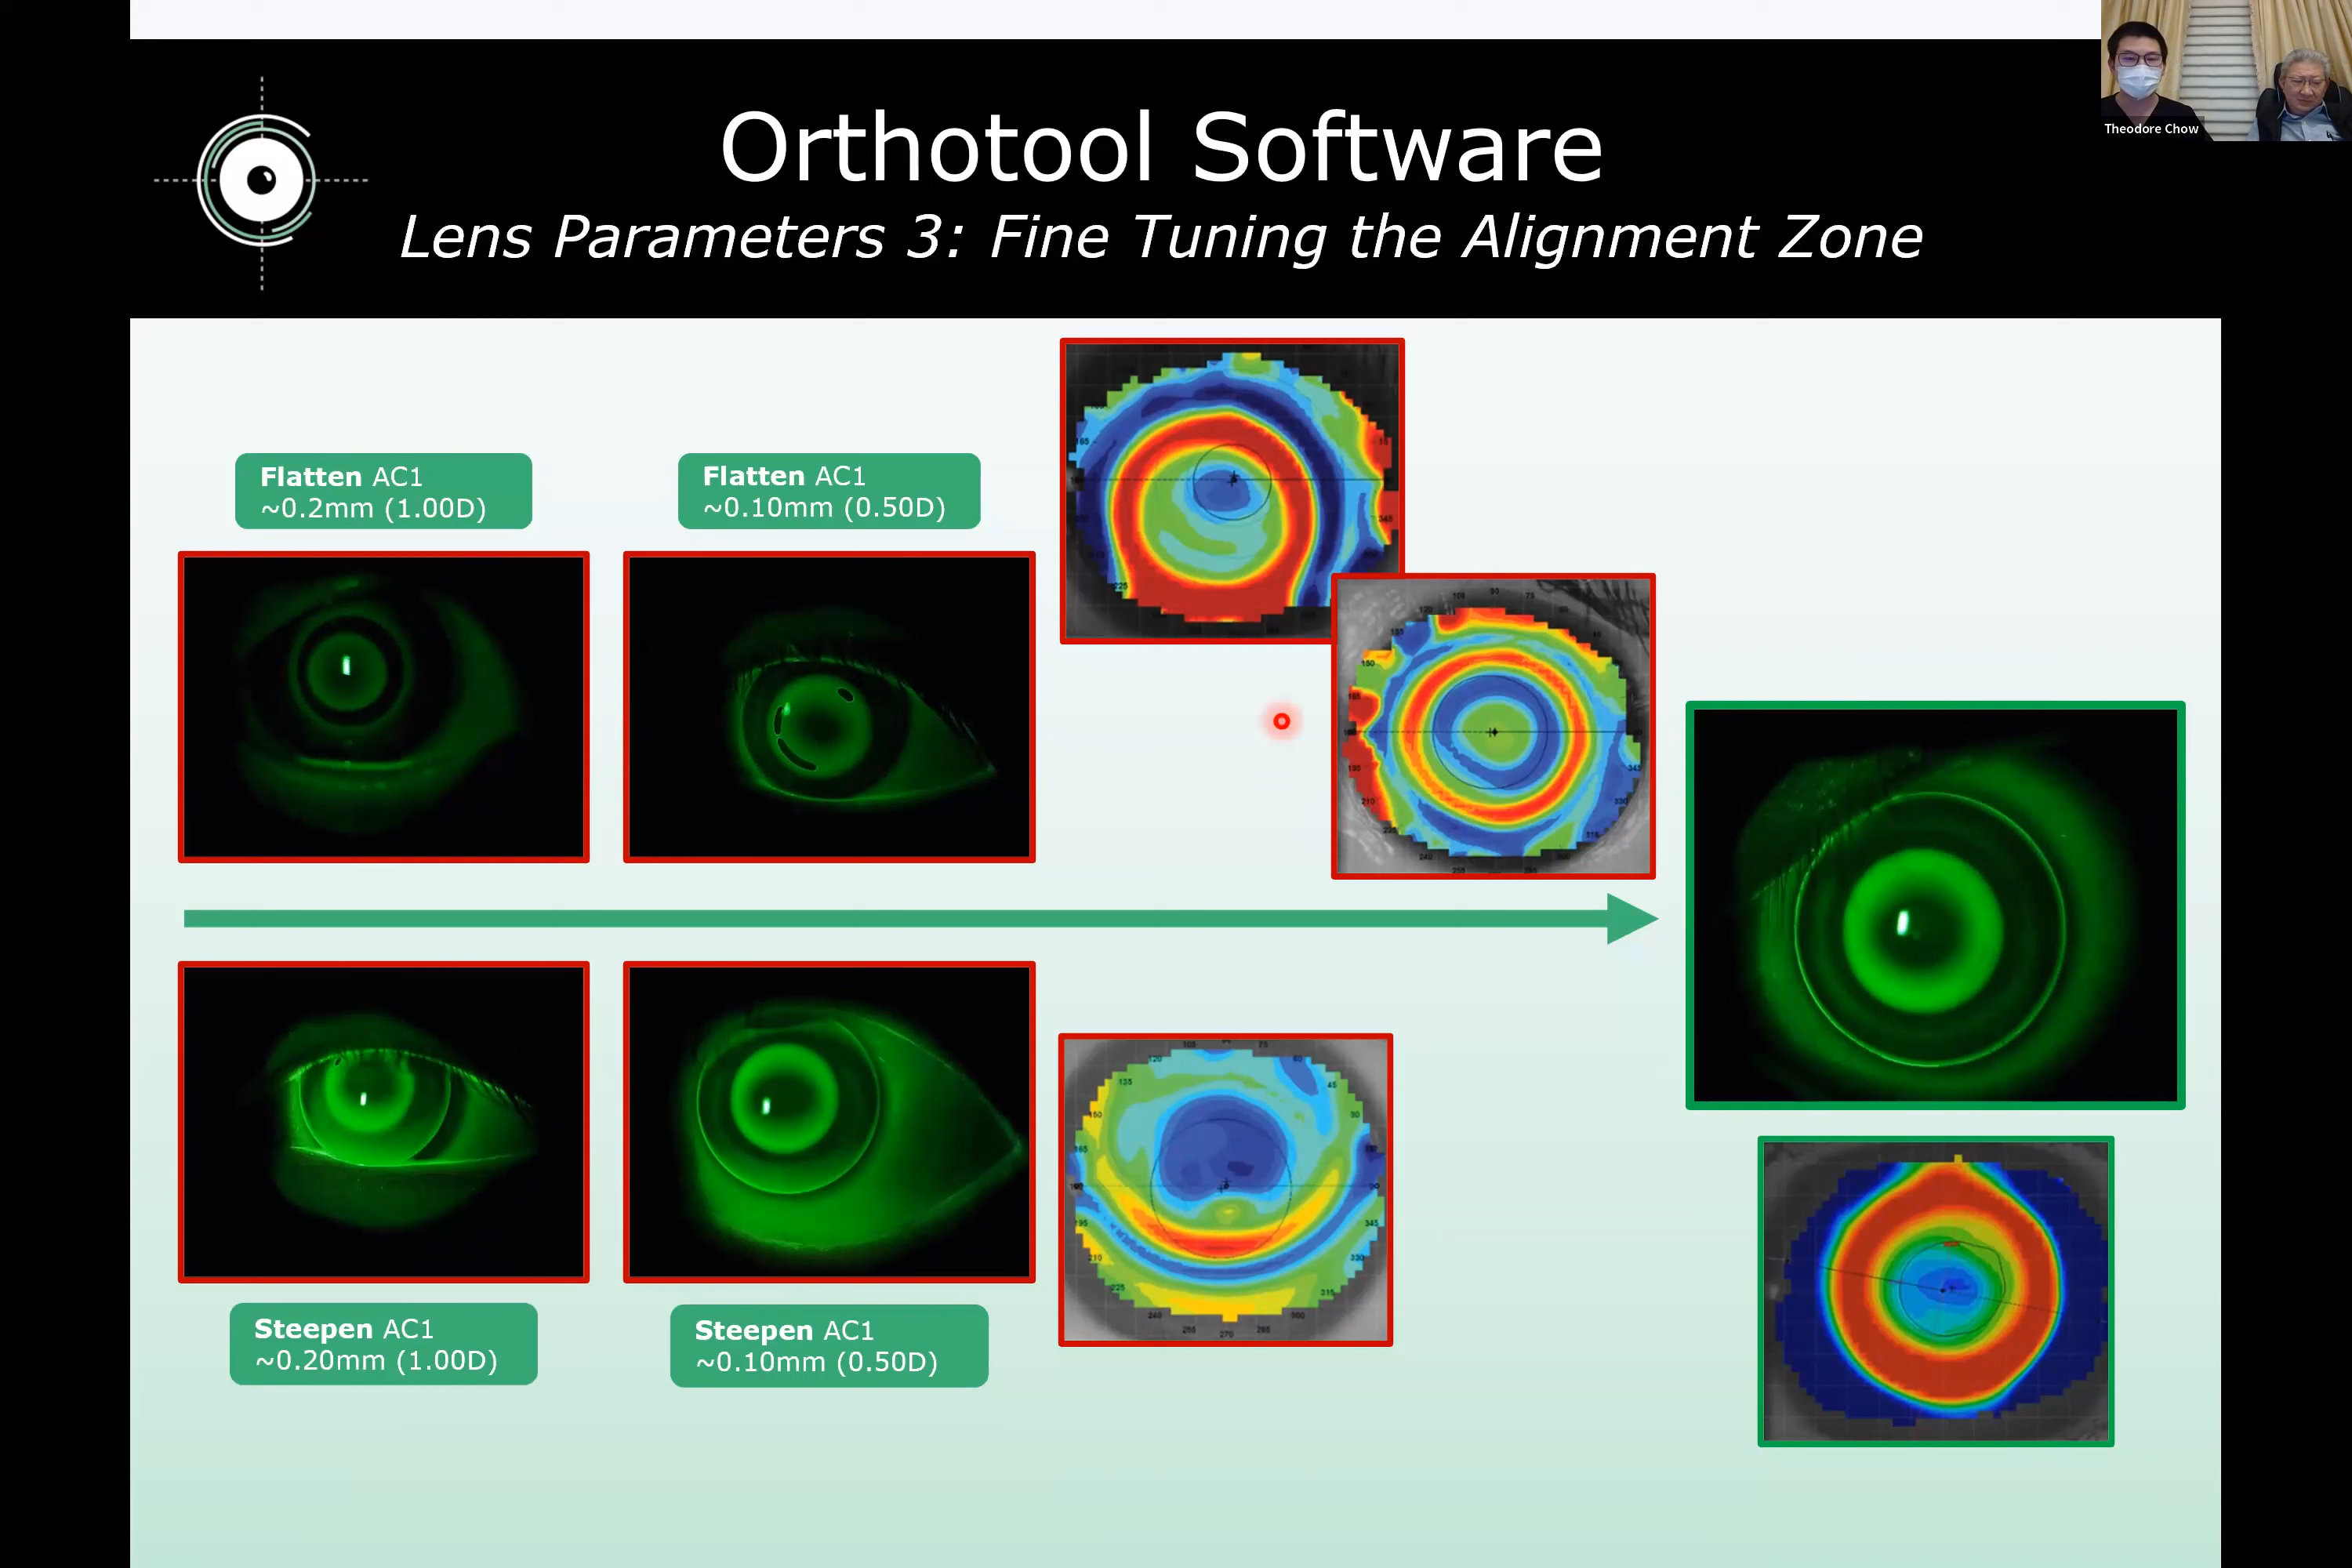 Theodore Chow
Orthotool Software
Lens Parameters 3: Fine Tuning the Alignment Zone
Flatten AC1
~0.2mm (1.00D)
Flatten AC1
~0.10mm (0.50D)
Steepen AC1
~0.20mm (1.00D)
Steepen AC1
~0.10mm (0.50D)